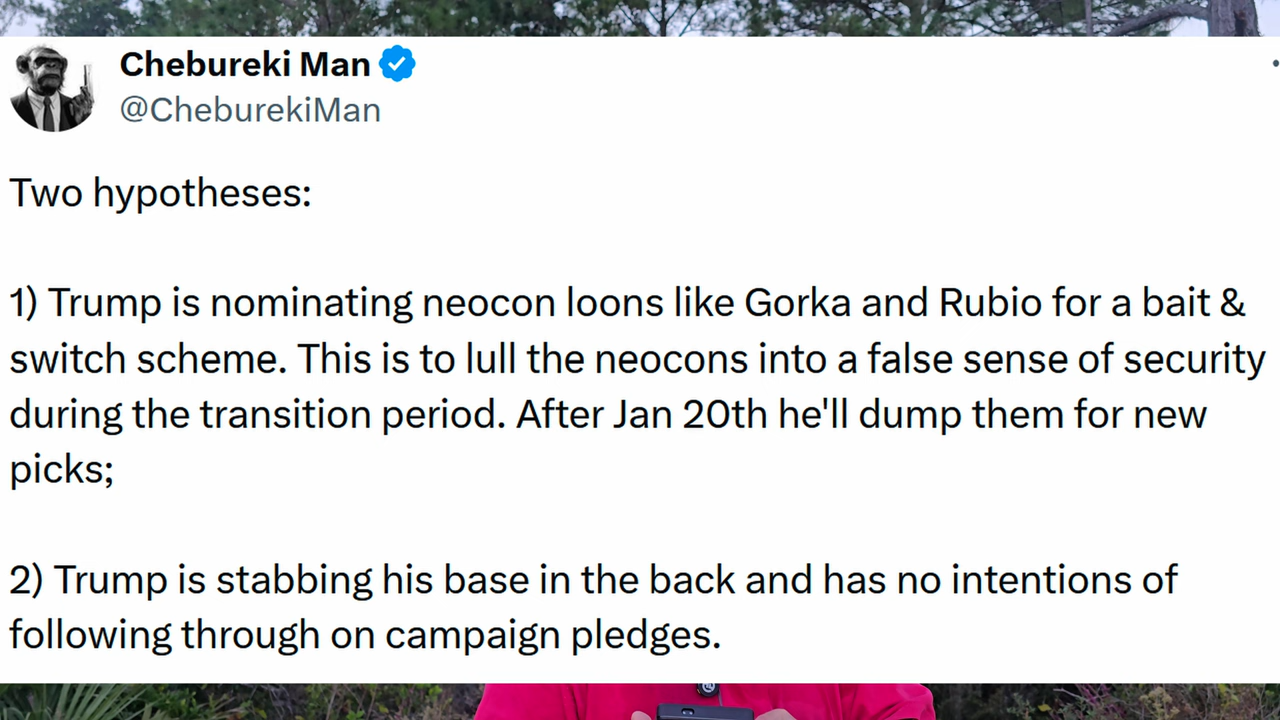 Chebureki Man
@CheburekiMan
Two hypotheses:
1) Trump is nominating neocon loons like Gorka and Rubio for a bait &
switch scheme. This is to lull the neocons into a false sense of security
during the transition period. After Jan 20th he'll dump them for new
picks;
2) Trump is stabbing his base in the back and has no intentions of
following through on campaign pledges.